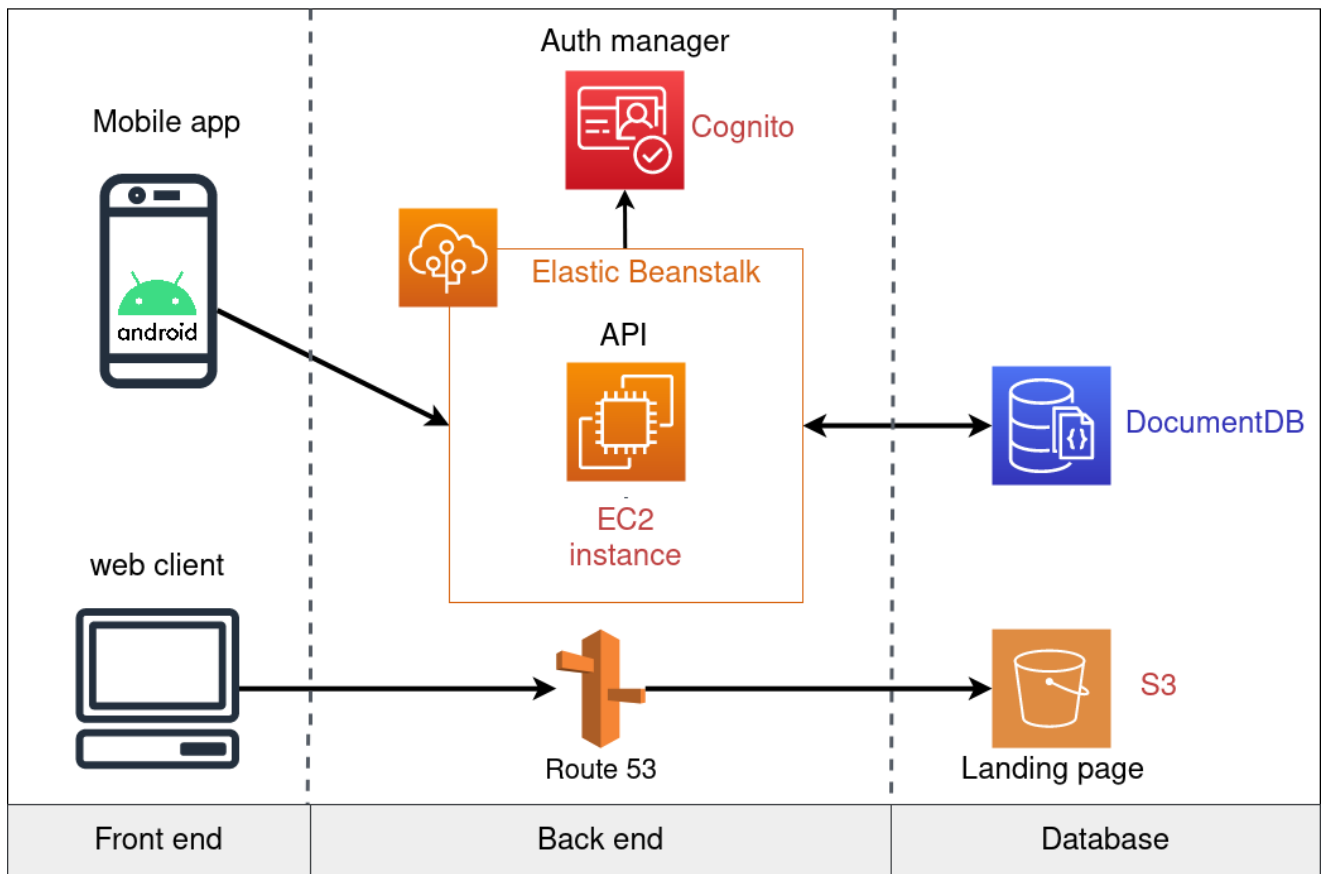 Auth manager
Cognito
Mobile app
android
Elastic Beanstalk
API
EC2
instance
DocumentDB
web client
Route 53
S3
Landing page
Front end
Back end
Database